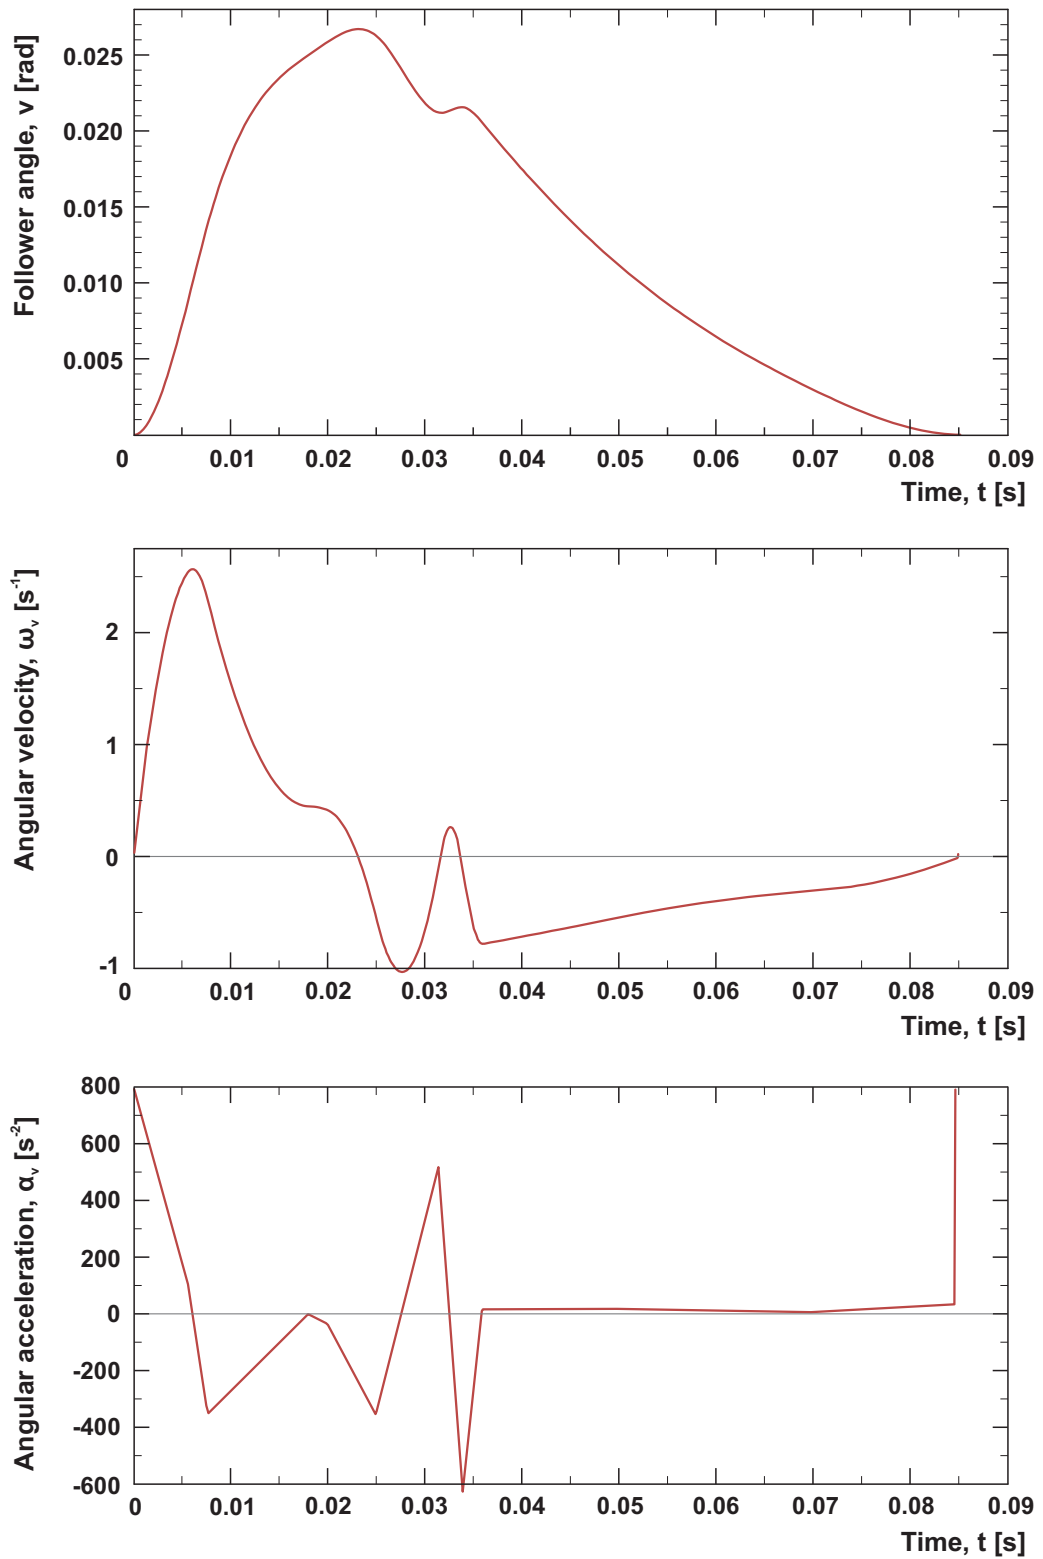 Follower angle, v [rad]
0.025
0.020
0.015
0.010
0.005
0 0.01 0.02 0.03 0.04 0.05 0.06 0.07 0.08 0.09
Time, t [s]
Angular velocity, ωᵥ [s⁻¹]
2
1
0
-1
0 0.01 0.02 0.03 0.04 0.05 0.06 0.07 0.08 0.09
Time, t [s]
Angular acceleration, αᵥ [s⁻²]
800
600
400
200
0
-200
-400
-600
0 0.01 0.02 0.03 0.04 0.05 0.06 0.07 0.08 0.09
Time, t [s]